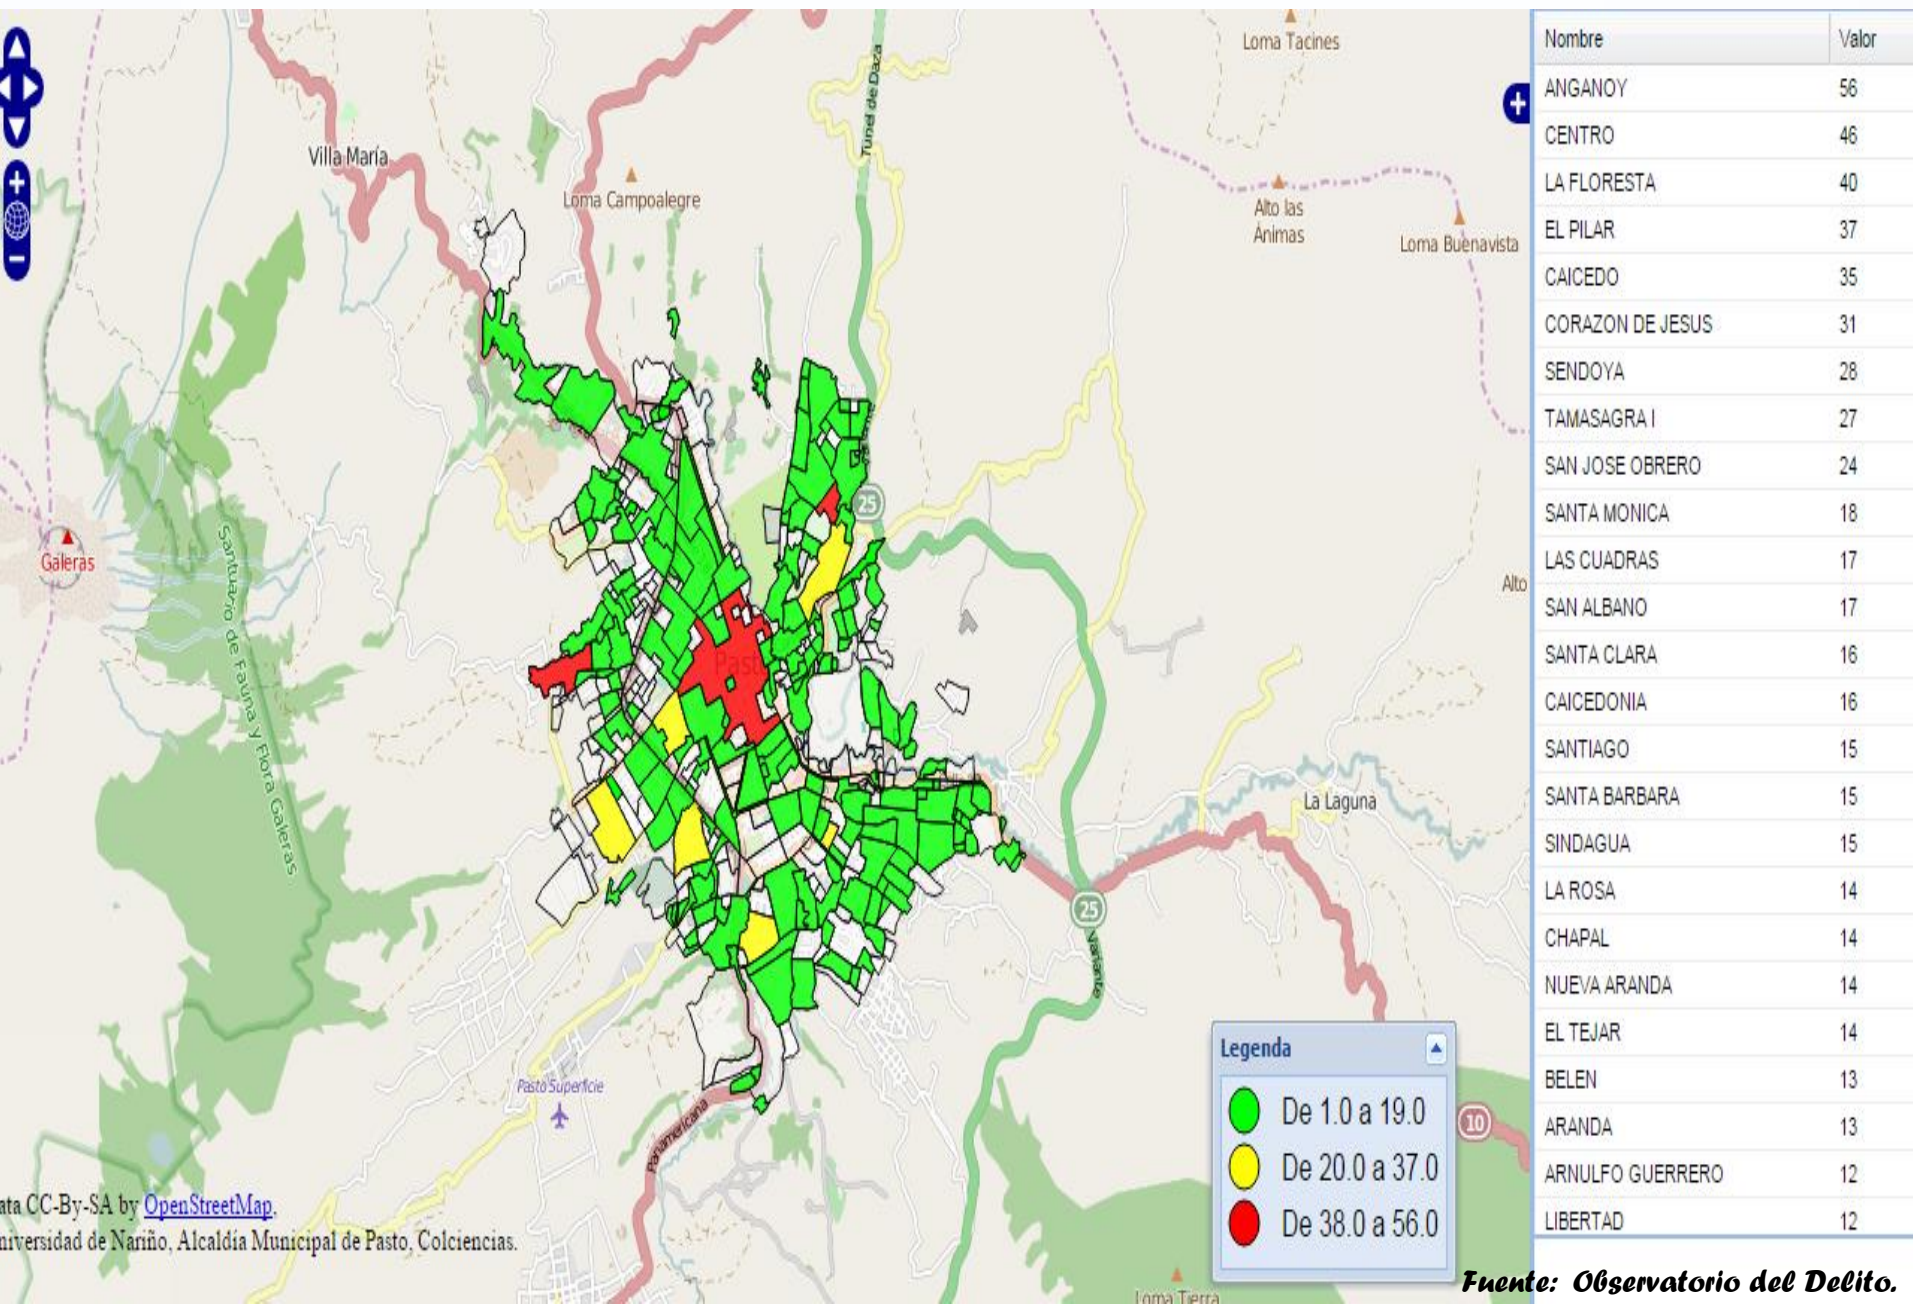 Loma Tacines
Tunel de Daza
Villa María
Loma Campoalegre
Alto las
Ánimas
Loma Buenavista
25
Galeras
Santuario de Fauna y Flora Galeras
Alto
Pasto
La Laguna
25
Variante
Pasto Superficie
Panamericana
10
Loma Tierra
Legenda
De 1.0 a 19.0
De 20.0 a 37.0
De 38.0 a 56.0
ata CC-By-SA by OpenStreetMap,
niversidad de Nariño, Alcaldía Municipal de Pasto, Colciencias.
Nombre Valor
ANGANOY 56
CENTRO 46
LA FLORESTA 40
EL PILAR 37
CAICEDO 35
CORAZON DE JESUS 31
SENDOYA 28
TAMASAGRA I 27
SAN JOSE OBRERO 24
SANTA MONICA 18
LAS CUADRAS 17
SAN ALBANO 17
SANTA CLARA 16
CAICEDONIA 16
SANTIAGO 15
SANTA BARBARA 15
SINDAGUA 15
LA ROSA 14
CHAPAL 14
NUEVA ARANDA 14
EL TEJAR 14
BELEN 13
ARANDA 13
ARNULFO GUERRERO 12
LIBERTAD 12
Fuente: Observatorio del Delito.